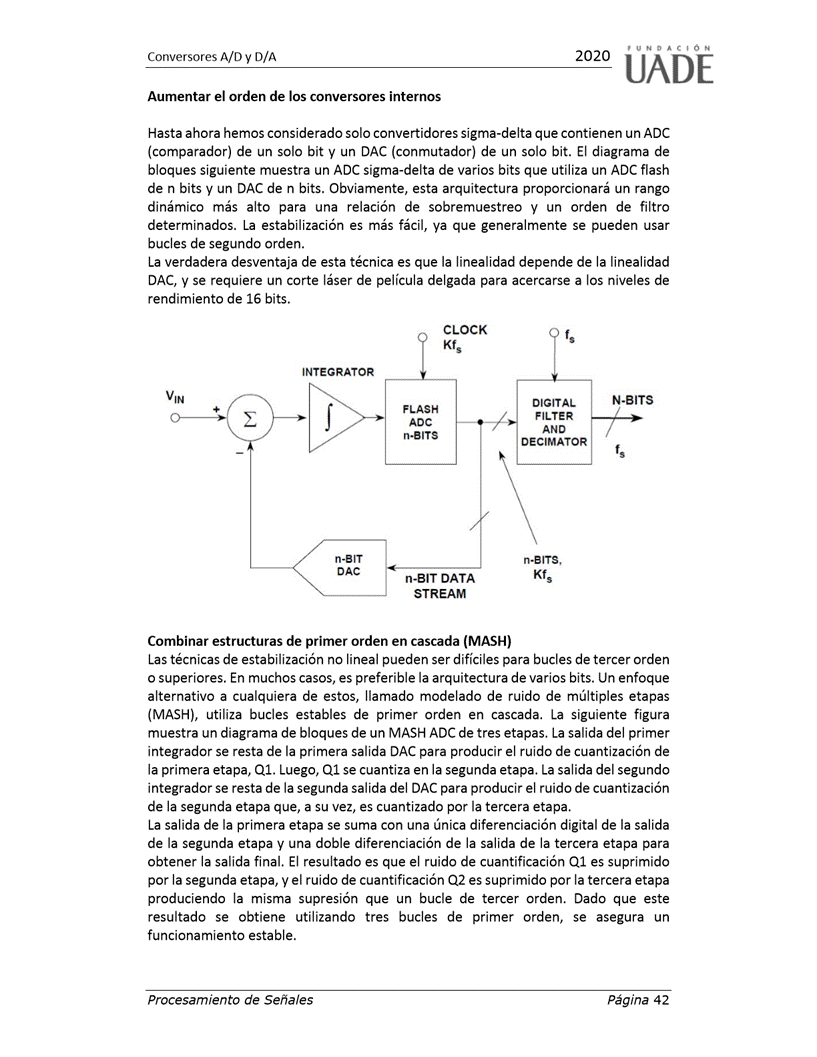 Conversores A/D y D/A
2020
FUNDACIÓN
UADE
Aumentar el orden de los conversores internos
Hasta ahora hemos considerado solo convertidores sigma-delta que contienen un ADC
(comparador) de un solo bit y un DAC (conmutador) de un solo bit. El diagrama de
bloques siguiente muestra un ADC sigma-delta de varios bits que utiliza un ADC flash
de n bits y un DAC de n bits. Obviamente, esta arquitectura proporcionará un rango
dinámico más alto para una relación de sobremuestreo y un orden de filtro
determinados. La estabilización es más fácil, ya que generalmente se pueden usar
bucles de segundo orden.
La verdadera desventaja de esta técnica es que la linealidad depende de la linealidad
DAC, y se requiere un corte láser de película delgada para acercarse a los niveles de
rendimiento de 16 bits.
CLOCK
Kfs
fs
INTEGRATOR
VIN
+
Σ
−
∫
FLASH
ADC
n-BITS
DIGITAL
FILTER
AND
DECIMATOR
N-BITS
fs
n-BIT
DAC
n-BIT DATA
STREAM
n-BITS,
Kfs
Combinar estructuras de primer orden en cascada (MASH)
Las técnicas de estabilización no lineal pueden ser difíciles para bucles de tercer orden
o superiores. En muchos casos, es preferible la arquitectura de varios bits. Un enfoque
alternativo a cualquiera de estos, llamado modelado de ruido de múltiples etapas
(MASH), utiliza bucles estables de primer orden en cascada. La siguiente figura
muestra un diagrama de bloques de un MASH ADC de tres etapas. La salida del primer
integrador se resta de la primera salida DAC para producir el ruido de cuantización de
la primera etapa, Q1. Luego, Q1 se cuantiza en la segunda etapa. La salida del segundo
integrador se resta de la segunda salida del DAC para producir el ruido de cuantización
de la segunda etapa que, a su vez, es cuantizado por la tercera etapa.
La salida de la primera etapa se suma con una única diferenciación digital de la salida
de la segunda etapa y una doble diferenciación de la salida de la tercera etapa para
obtener la salida final. El resultado es que el ruido de cuantificación Q1 es suprimido
por la segunda etapa, y el ruido de cuantificación Q2 es suprimido por la tercera etapa
produciendo la misma supresión que un bucle de tercer orden. Dado que este
resultado se obtiene utilizando tres bucles de primer orden, se asegura un
funcionamiento estable.
Procesamiento de Señales
Página 42